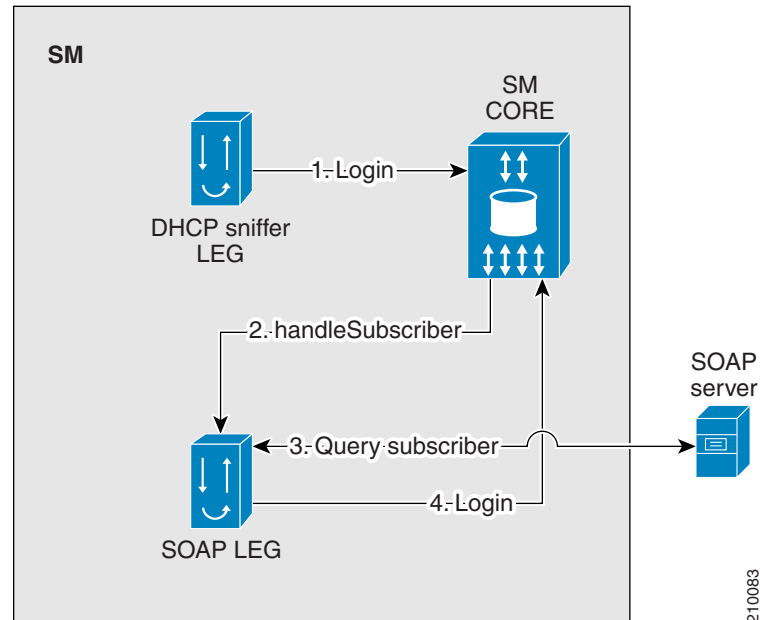 SM
SM
CORE
1. Login
DHCP sniffer
LEG
2. handleSubscriber
SOAP
server
3. Query subscriber
4. Login
SOAP LEG
210083